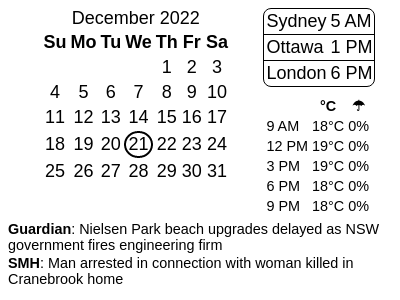 December 2022
Su Mo Tu We Th Fr Sa
1 2 3
4 5 6 7 8 9 10
11 12 13 14 15 16 17
18 19 20 21 22 23 24
25 26 27 28 29 30 31
Sydney 5 AM
Ottawa 1 PM
London 6 PM
°C ☂
9 AM 18°C 0%
12 PM 19°C 0%
3 PM 19°C 0%
6 PM 18°C 0%
9 PM 18°C 0%
Guardian: Nielsen Park beach upgrades delayed as NSW
government fires engineering firm
SMH: Man arrested in connection with woman killed in
Cranebrook home